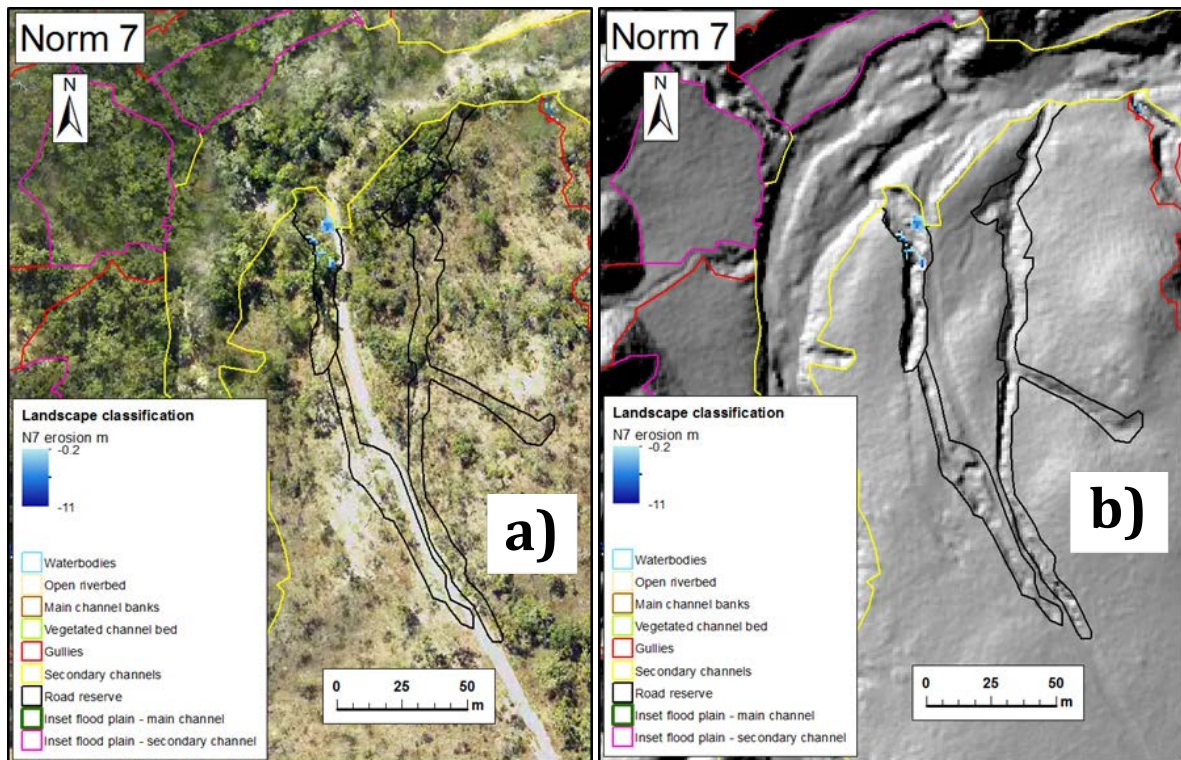 Norm 7
N
Landscape classification
N7 erosion m
-0.2
-11
Waterbodies
Open riverbed
Main channel banks
Vegetated channel bed
Gullies
Secondary channels
Road reserve
Inset flood plain - main channel
Inset flood plain - secondary channel
a)
0 25 50
m
Norm 7
N
Landscape classification
N7 erosion m
-0.2
-11
Waterbodies
Open riverbed
Main channel banks
Vegetated channel bed
Gullies
Secondary channels
Road reserve
Inset flood plain - main channel
Inset flood plain - secondary channel
b)
0 25 50
m